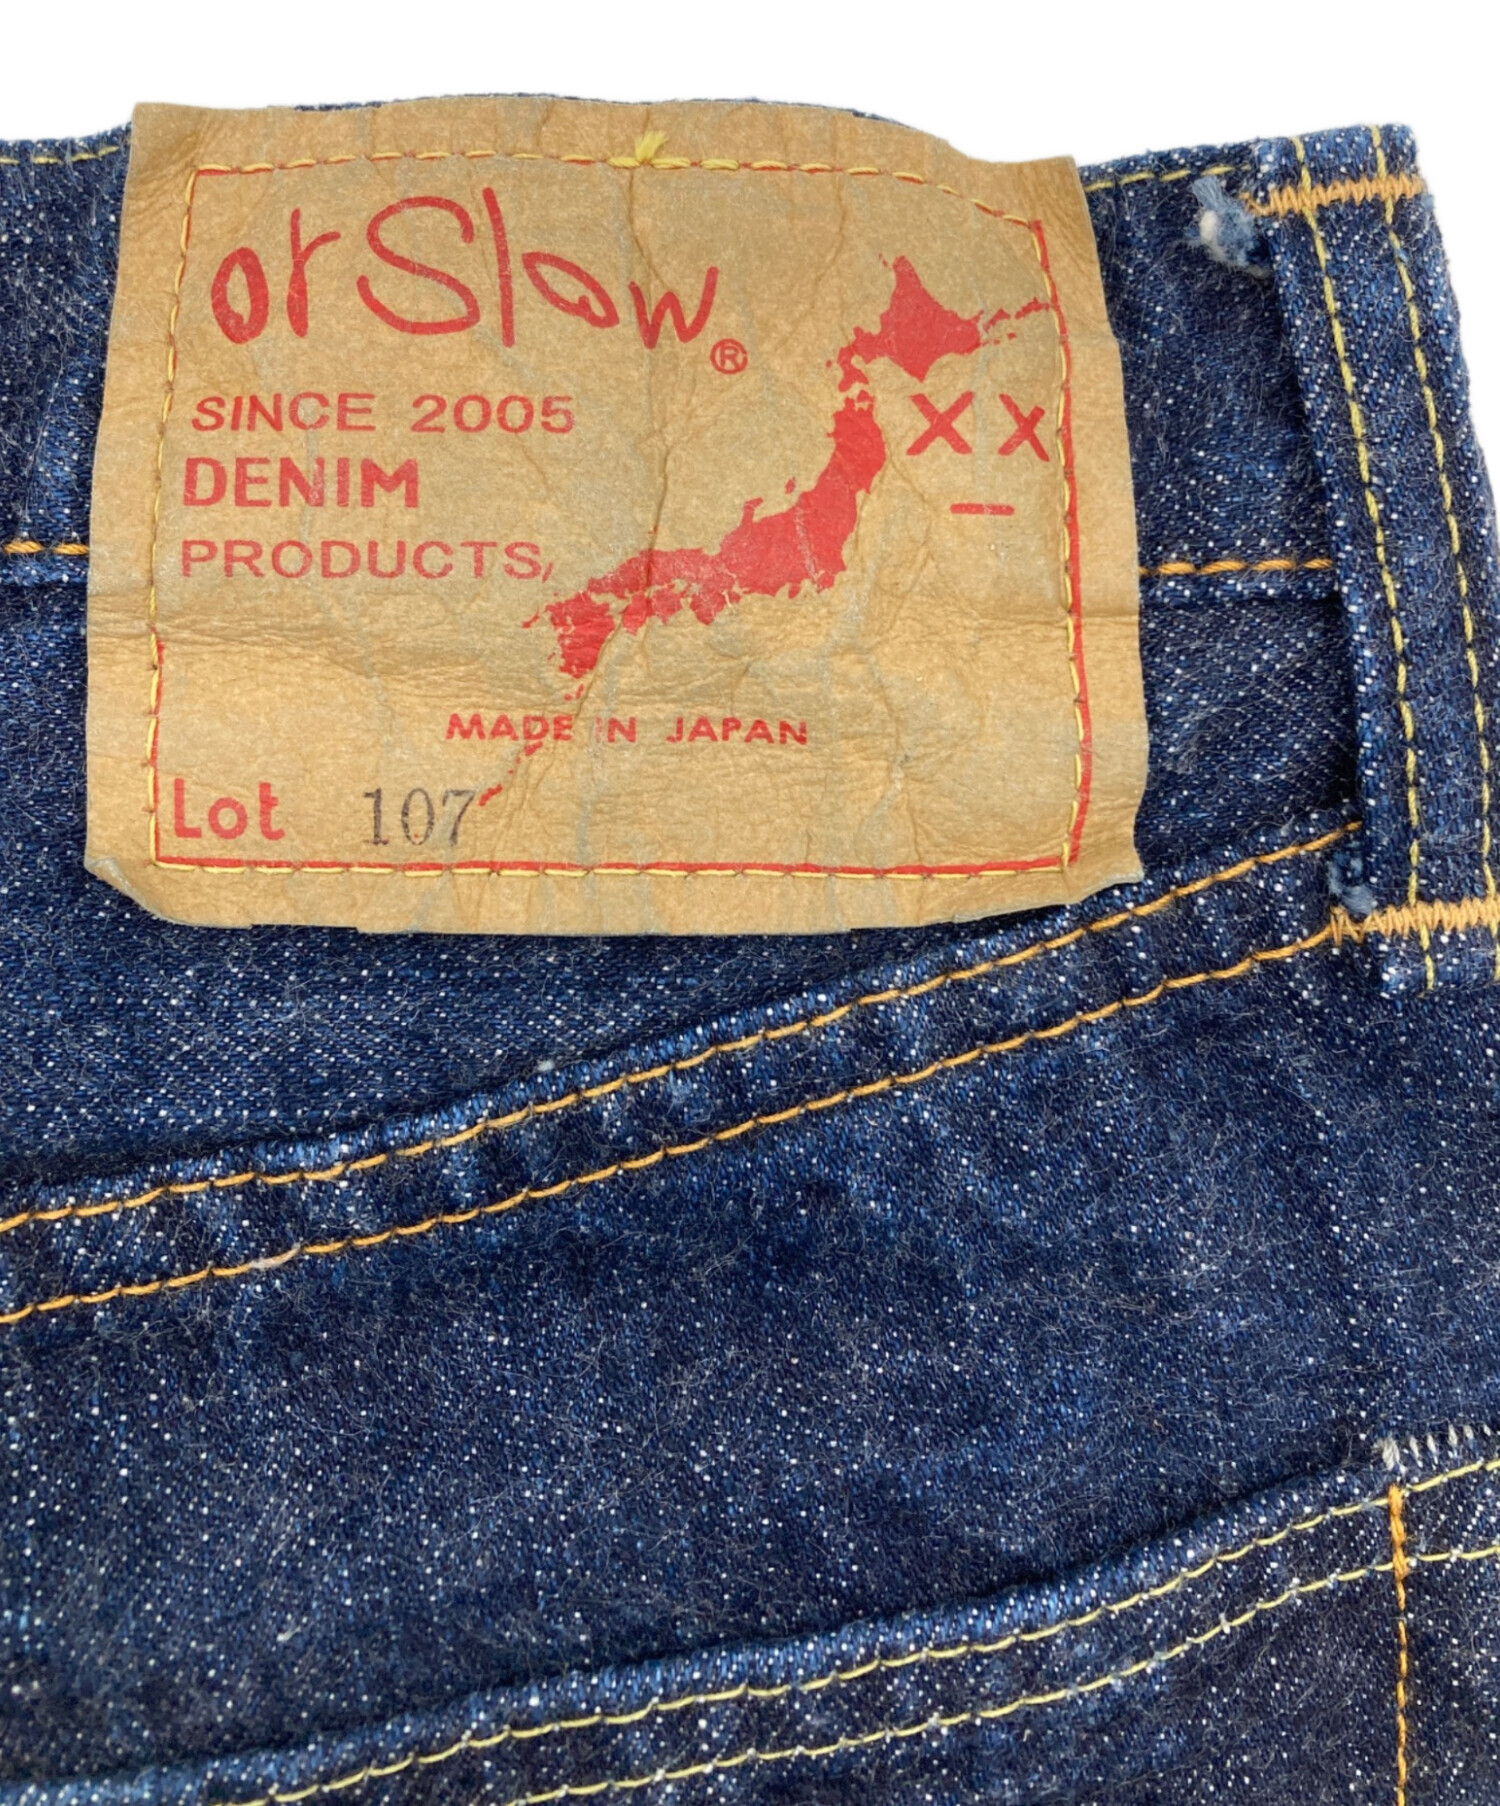 orSlow®
SINCE 2005
DENIM
PRODUCTS,
XX
MADE IN JAPAN
Lot 107